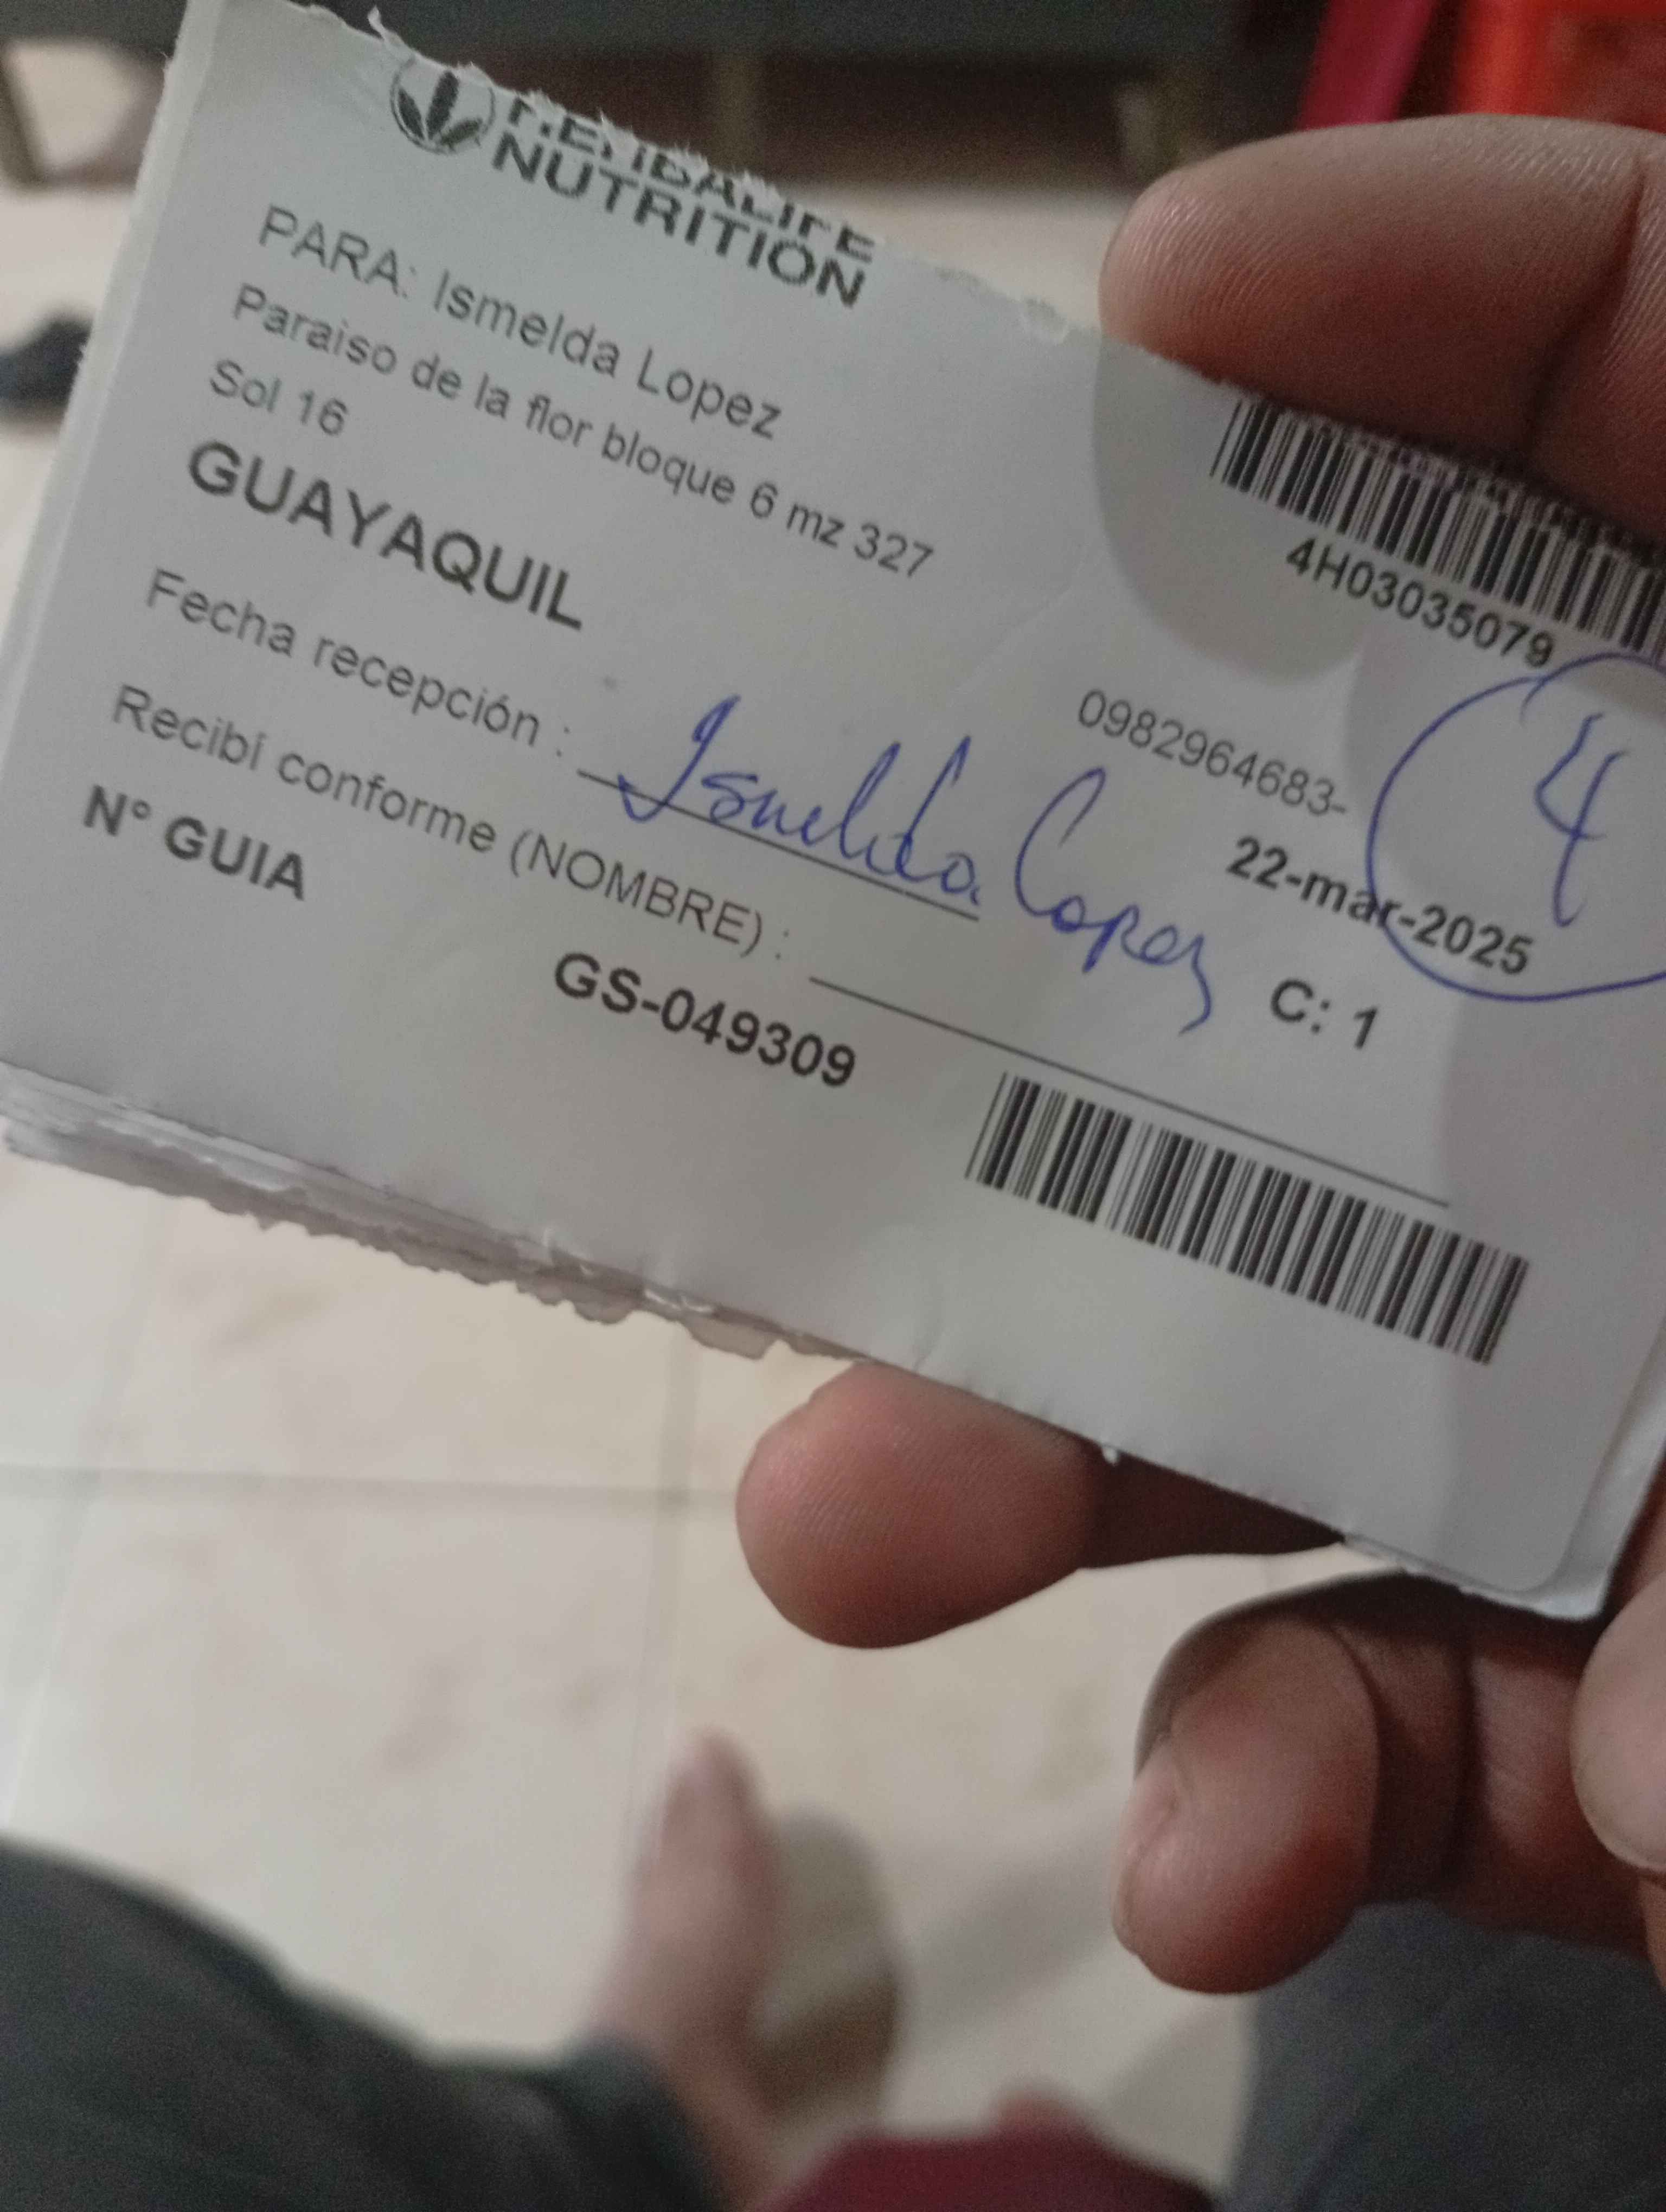 HERBALIFE
NUTRITION
PARA: Ismelda Lopez
Paraiso de la flor bloque 6 mz 327
Sol 16
GUAYAQUIL
4H03035079
0982964683-
4
22-mar-2025
Fecha recepción : Ismelda Lopez
C: 1
Recibí conforme (NOMBRE) :
N° GUIA
GS-049309